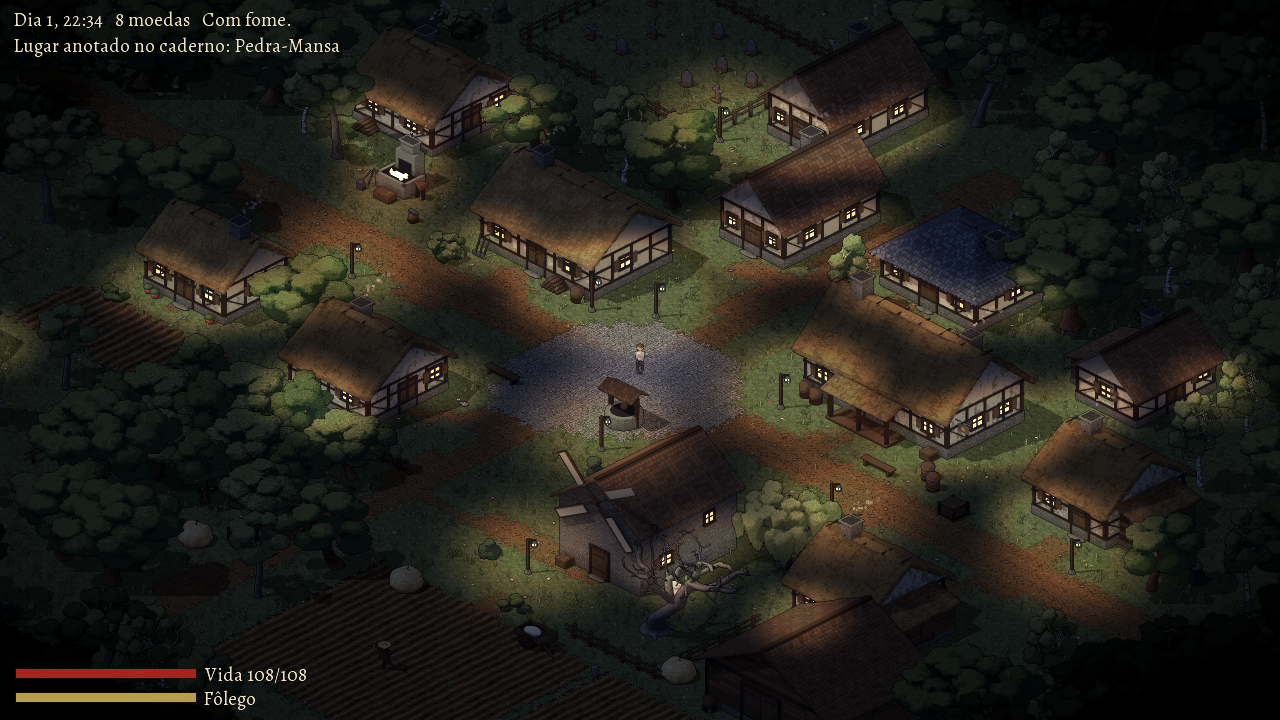 Dia 1, 22:34 8 moedas Com fome.
Lugar anotado no caderno: Pedra-Mansa
Vida 108/108
Fôlego